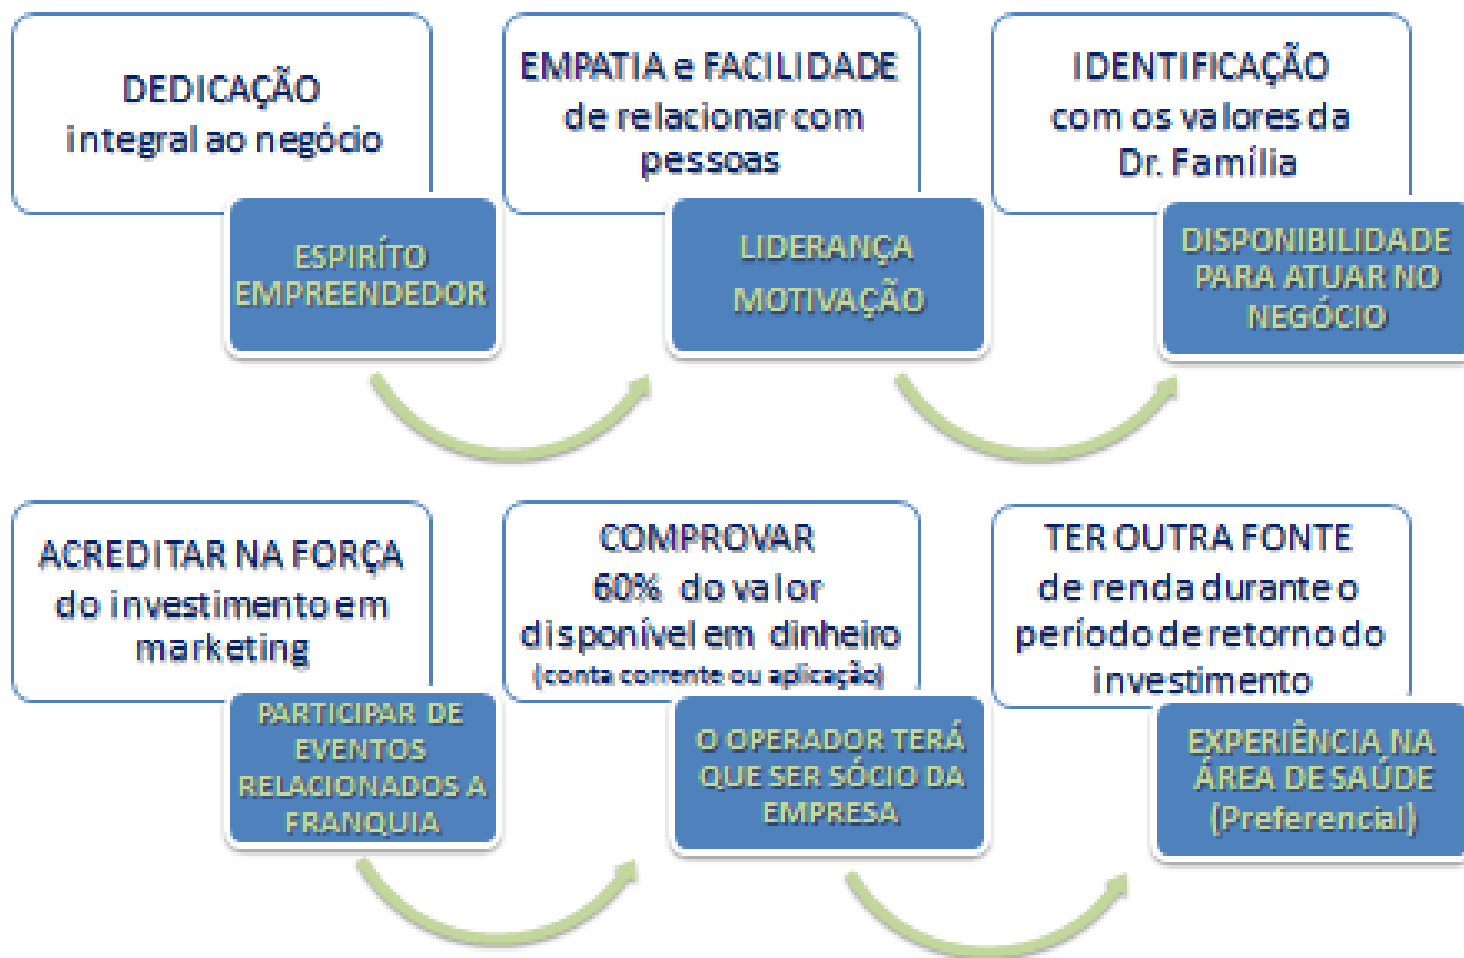 DEDICAÇÃO
integral ao negócio
ESPIRÍTO
EMPREENDEDOR
EMPATIA e FACILIDADE
de relacionar com
pessoas
LIDERANÇA
MOTIVAÇÃO
IDENTIFICAÇÃO
com os valores da
Dr. Família
DISPONIBILIDADE
PARA ATUAR NO
NEGÓCIO
ACREDITAR NA FORÇA
do investimento em
marketing
PARTICIPAR DE
EVENTOS
RELACIONADOS A
FRANQUIA
COMPROVAR
60% do valor
disponível em dinheiro
(conta corrente ou aplicação)
O OPERADOR TERÁ
QUE SER SÓCIO DA
EMPRESA
TER OUTRA FONTE
de renda durante o
período de retorno do
investimento
EXPERIÊNCIA NA
ÁREA DE SAÚDE
(Preferencial)